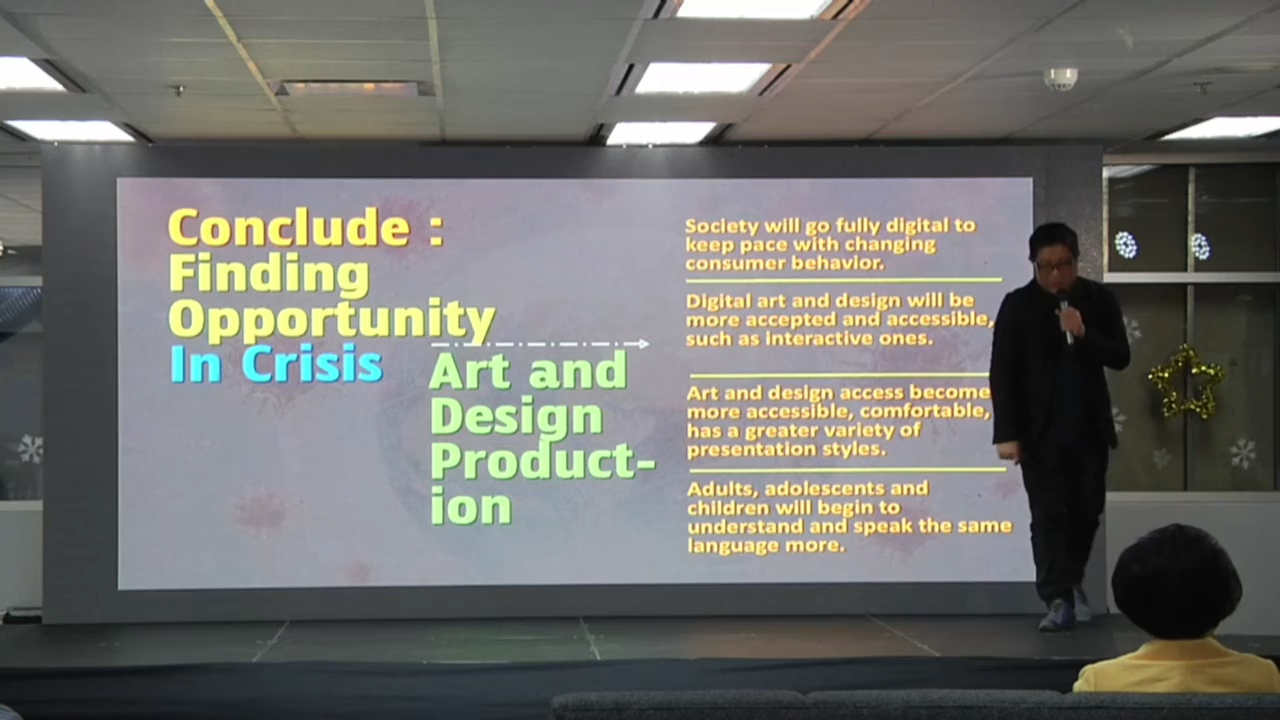 Conclude :
Finding
Opportunity
In Crisis
Art and
Design
Product-
ion
Society will go fully digital to
keep pace with changing
consumer behavior.
Digital art and design will be
more accepted and accessible,
such as interactive ones.
Art and design access become
more accessible, comfortable,
has a greater variety of
presentation styles.
Adults, adolescents and
children will begin to
understand and speak the same
language more.